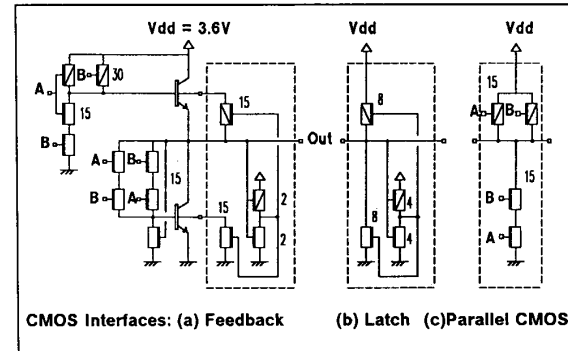 Vdd = 3.6V
Vdd
Vdd
B
30
A
15
B
A
B
15
B
A
15
15
2
2
Out
8
8
4
4
15
A
B
15
B
A
CMOS Interfaces: (a) Feedback (b) Latch (c)Parallel CMOS